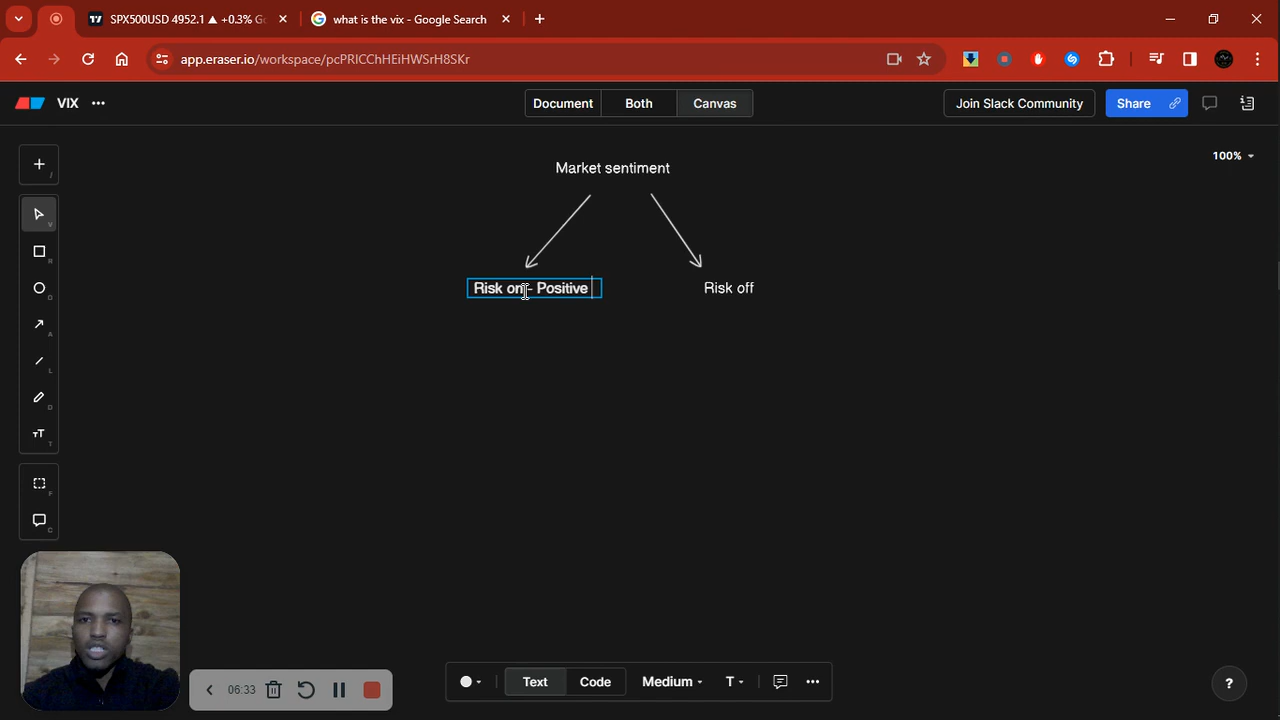 SPX500USD 4952.1 ▲ +0.3% Go
what is the vix - Google Search
app.eraser.io/workspace/pcPRICChHEiHWSrH8SKr
VIX
Document
Both
Canvas
Join Slack Community
Share
100%
Market sentiment
Risk on - Positive
Risk off
/
V
R
O
A
L
D
T
F
C
06:33
Text
Code
Medium
T
?